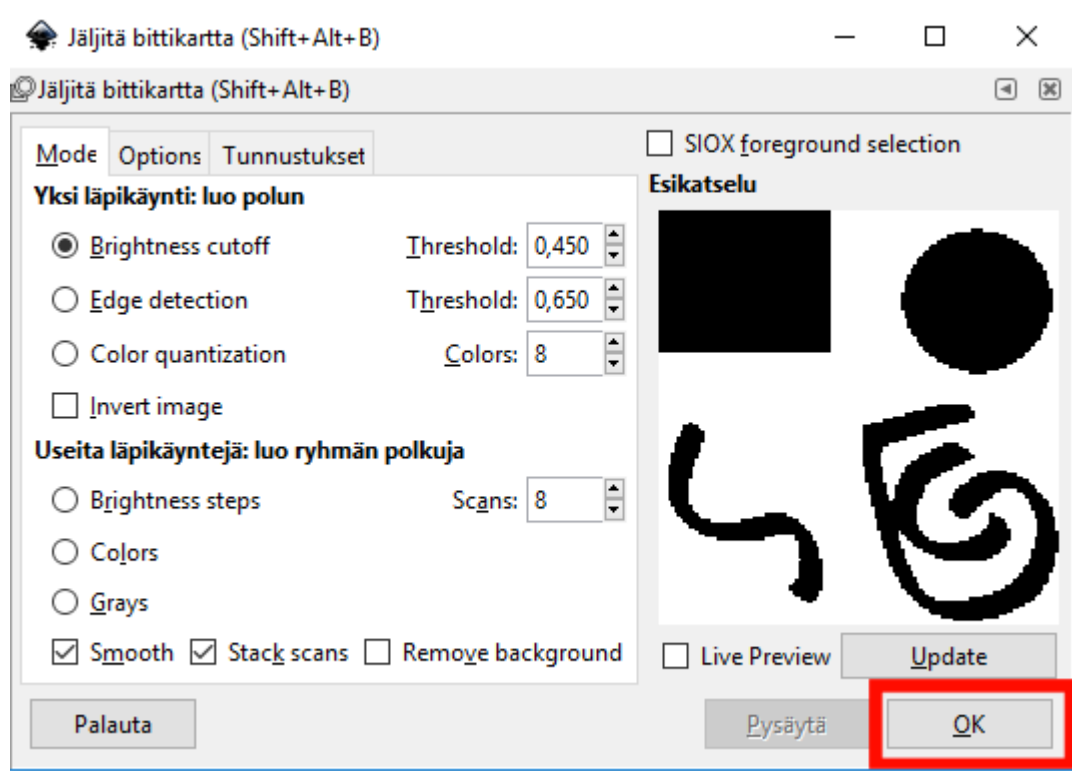 Jäljitä bittikartta (Shift+Alt+B)
Jäljitä bittikartta (Shift+Alt+B)
Mode Options Tunnustukset
Yksi läpikäynti: luo polun
Brightness cutoff Threshold: 0,450
Edge detection Threshold: 0,650
Color quantization Colors: 8
Invert image
Useita läpikäyntejä: luo ryhmän polkuja
Brightness steps Scans: 8
Colors
Grays
Smooth Stack scans Remove background
SIOX foreground selection
Esikatselu
Live Preview Update
Palauta Pysäytä OK